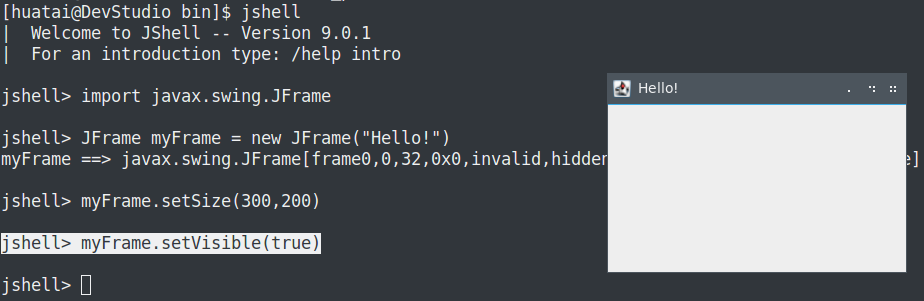 [huatai@DevStudio bin]$ jshell
|  Welcome to JShell -- Version 9.0.1
|  For an introduction type: /help intro
jshell> import javax.swing.JFrame
Hello!
jshell> JFrame myFrame = new JFrame("Hello!")
myFrame ==> javax.swing.JFrame[frame0,0,32,0x0,invalid,hidden e]
jshell> myFrame.setSize(300,200)
jshell> myFrame.setVisible(true)
jshell>